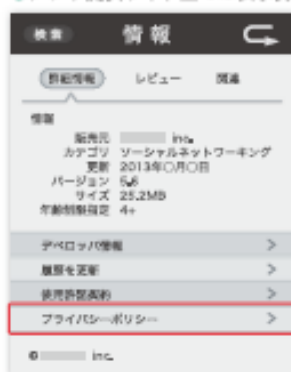 検索 情報
詳細情報 レビュー 関連
情報
販売元 inc.
カテゴリ ソーシャルネットワーキング
更新 2013年○月○日
バージョン 5.6
サイズ 25.2MB
年齢制限指定 4+
デベロッパ情報 >
履歴を更新 >
使用許諾契約 >
プライバシーポリシー >
© inc.